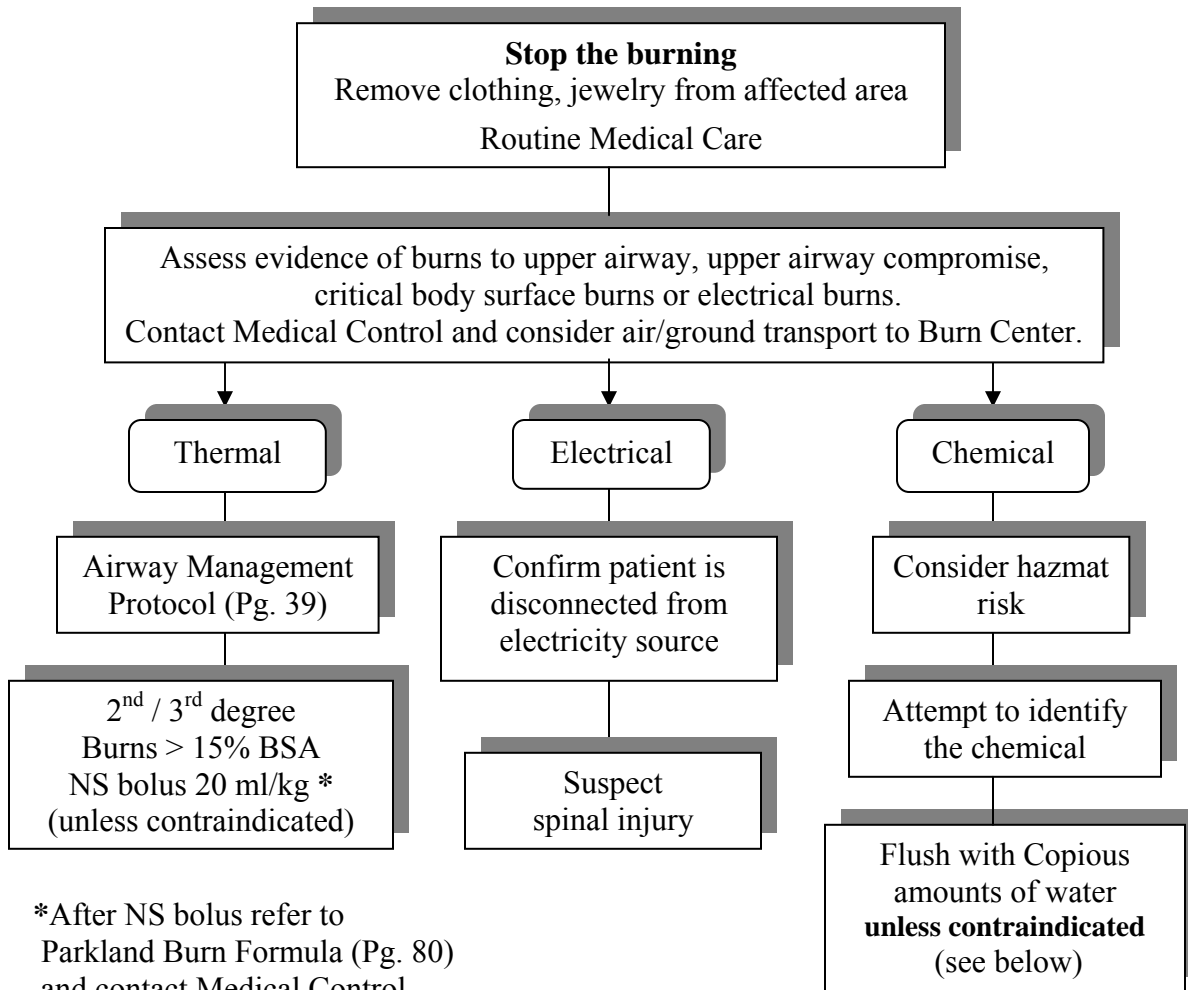 Stop the burning
Remove clothing, jewelry from affected area
Routine Medical Care
Assess evidence of burns to upper airway, upper airway compromise,
critical body surface burns or electrical burns.
Contact Medical Control and consider air/ground transport to Burn Center.
Thermal
Airway Management
Protocol (Pg. 39)
2nd / 3rd degree
Burns > 15% BSA
NS bolus 20 ml/kg *
(unless contraindicated)
*After NS bolus refer to
Parkland Burn Formula (Pg. 80)
and contact Medical Control
Electrical
Confirm patient is
disconnected from
electricity source
Suspect
spinal injury
Chemical
Consider hazmat
risk
Attempt to identify
the chemical
Flush with Copious
amounts of water
unless contraindicated
(see below)